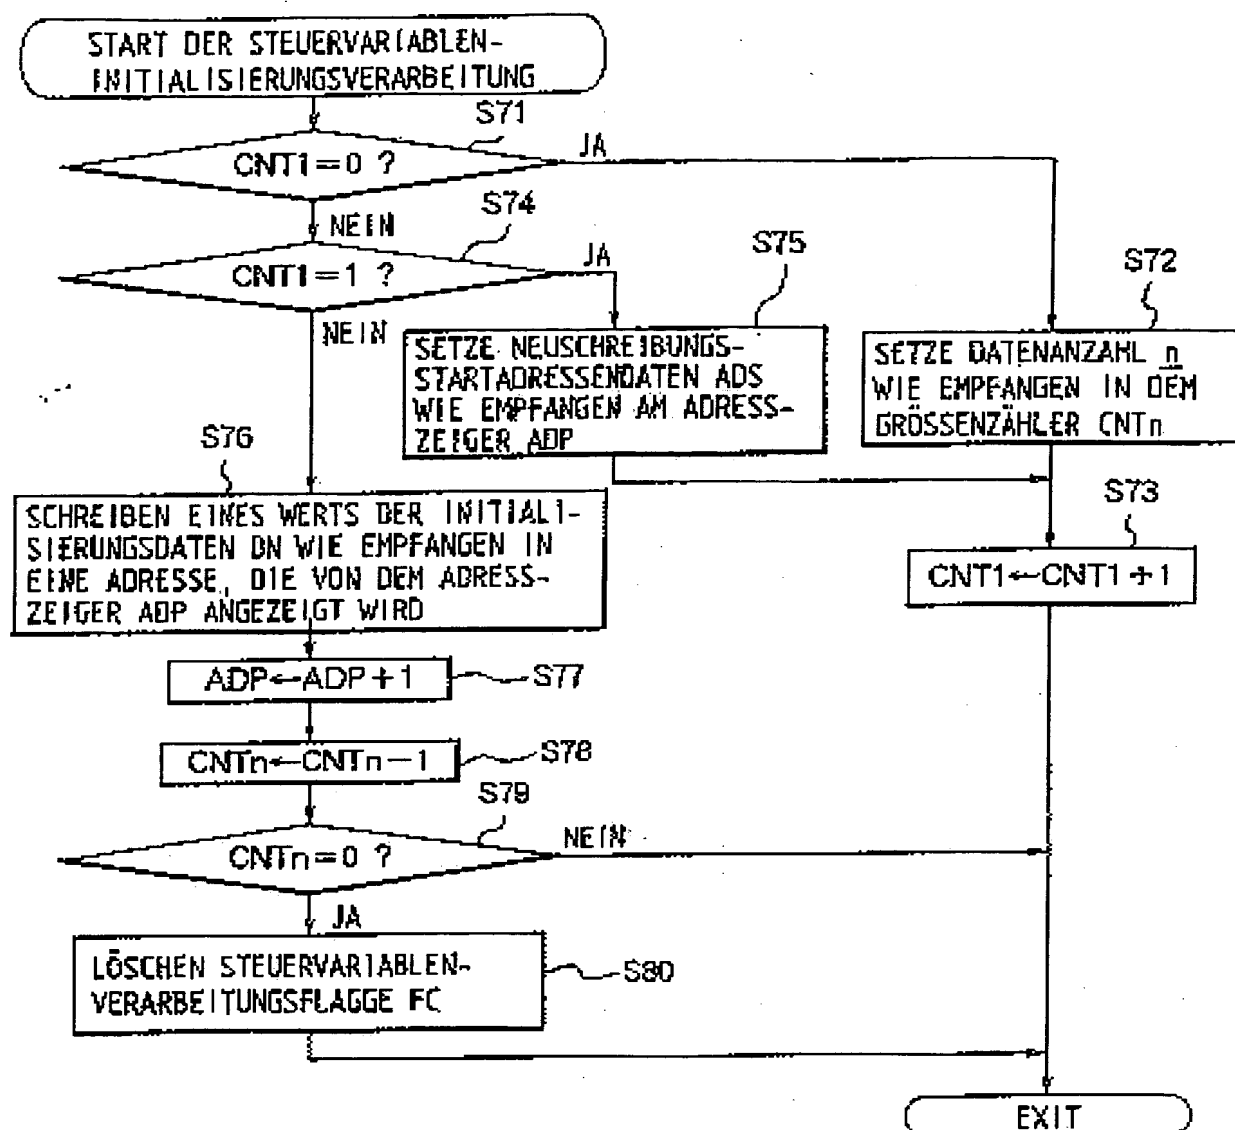 START DER STEUERVARIABLEN-
INITIALISIERUNGSVERARBEITUNG
S71
CNT1=0 ?
JA
NEIN
S74
CNT1=1 ?
JA
NEIN
S75
SETZE NEUSCHREIBUNGS-
STARTADRESSENDATEN ADS
WIE EMPFANGEN AM ADRESS-
ZEIGER ADP
S72
SETZE DATENANZAHL n
WIE EMPFANGEN IN DEM
GRÖSSENZÄHLER CNTn
S73
CNT1←CNT1+1
S76
SCHREIBEN EINES WERTS DER INITIALI-
SIERUNGSDATEN DN WIE EMPFANGEN IN
EINE ADRESSE, DIE VON DEM ADRESS-
ZEIGER ADP ANGEZEIGT WIRD
ADP←ADP+1
S77
CNTn←CNTn-1
S78
S79
CNTn=0 ?
NEIN
JA
LÖSCHEN STEUERVARIABLEN-
VERARBEITUNGSFLAGGE FC
S80
EXIT